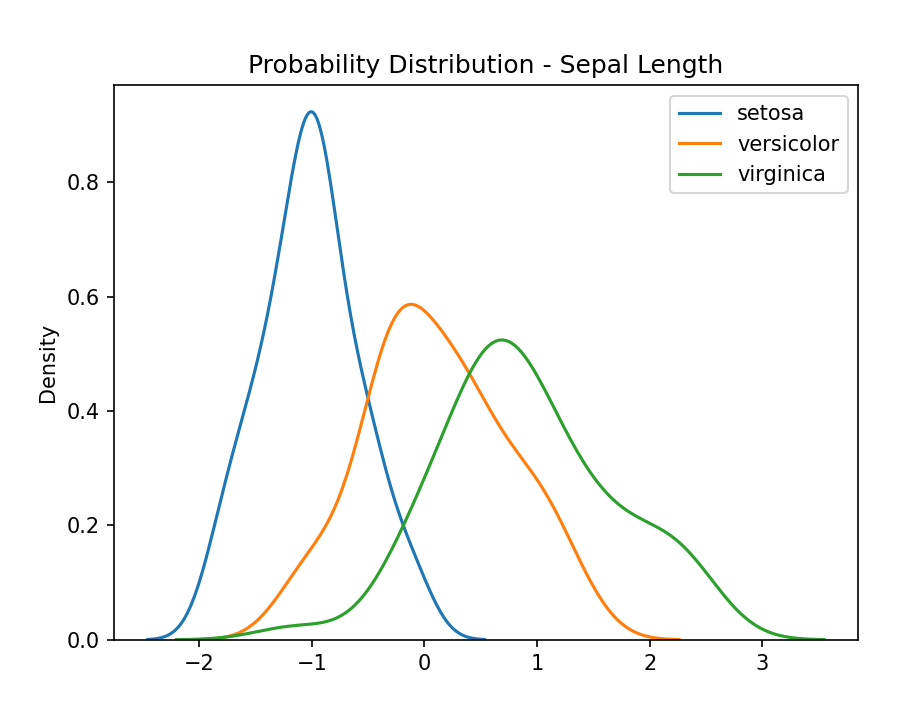 Probability Distribution - Sepal Length
setosa
versicolor
virginica
Density
0.8
0.6
0.4
0.2
0.0
−2
−1
0
1
2
3